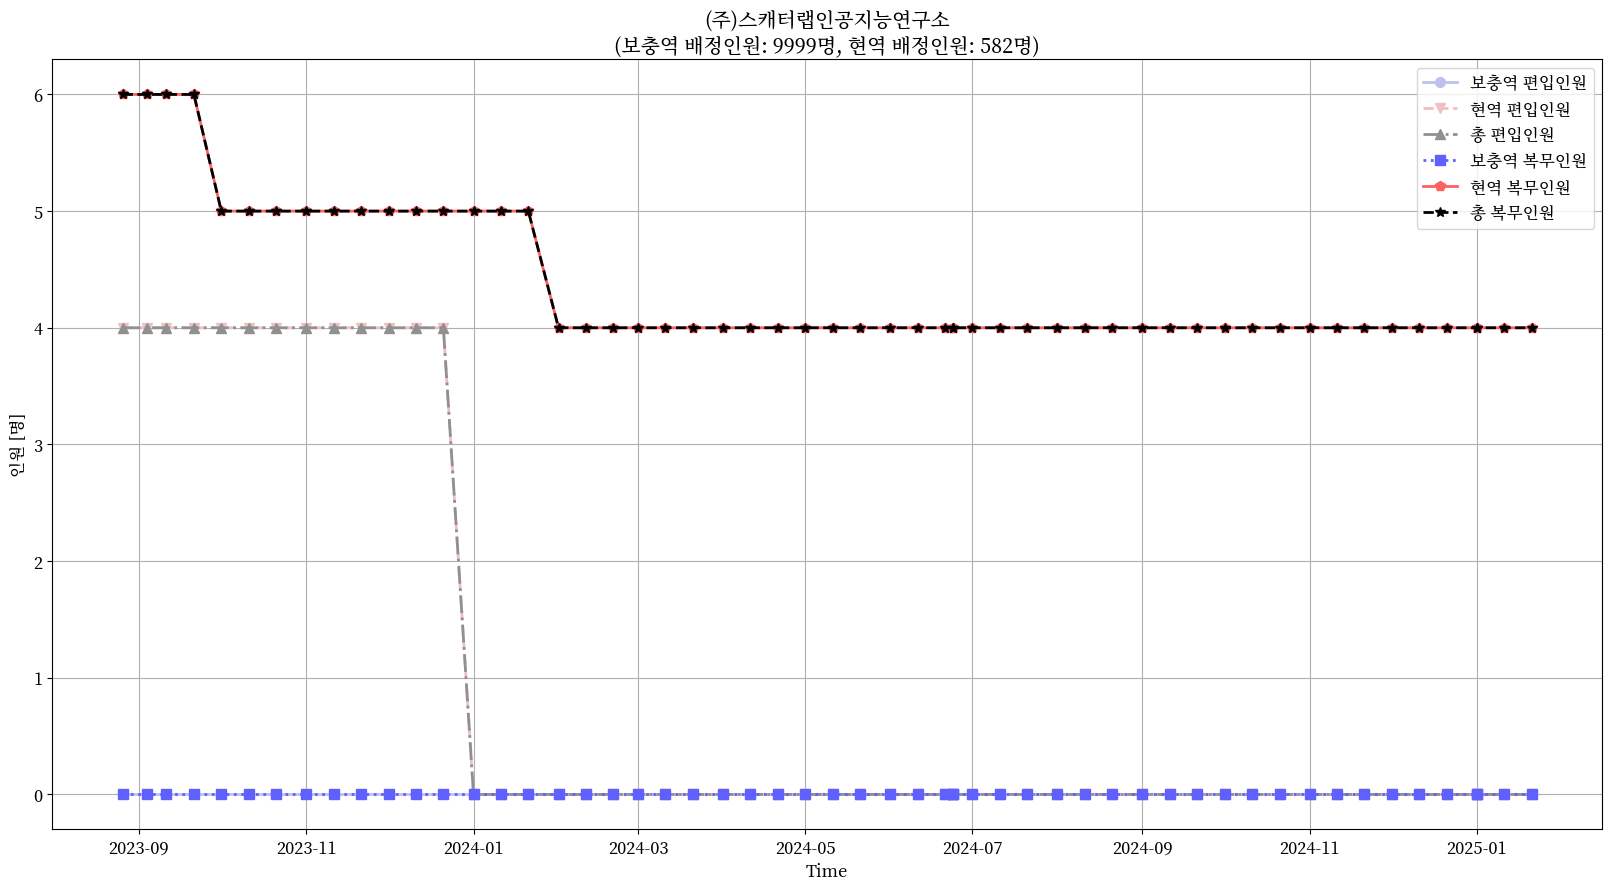 (주)스캐터랩인공지능연구소
(보충역 배정인원: 9999명, 현역 배정인원: 582명)
보충역 편입인원
현역 편입인원
총 편입인원
보충역 복무인원
현역 복무인원
총 복무인원
인원 [명]
6
5
4
3
2
1
0
2023-09 2023-11 2024-01 2024-03 2024-05 2024-07 2024-09 2024-11 2025-01
Time